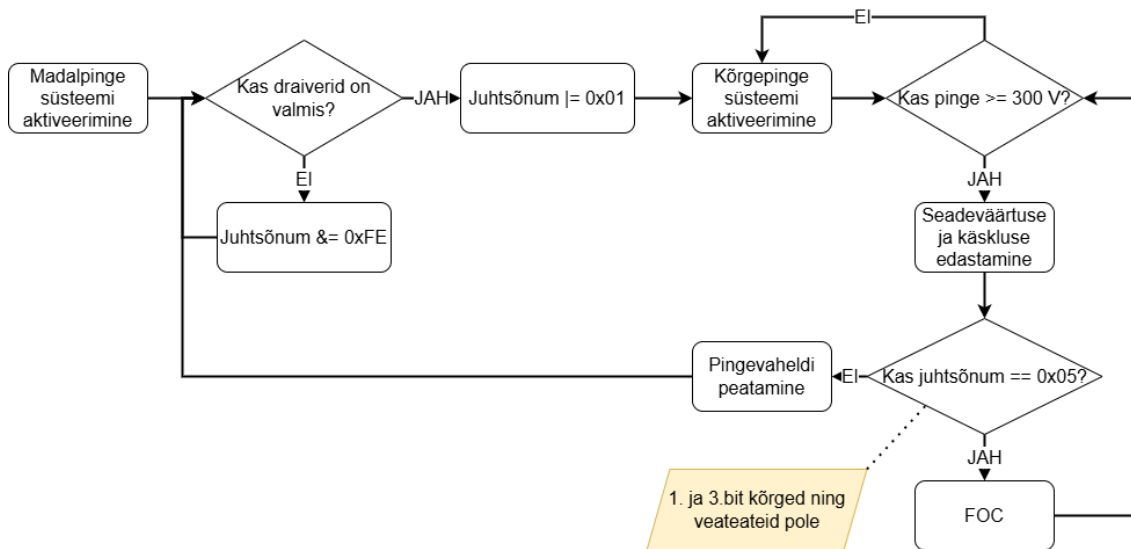 Madalpinge
süsteemi
aktiveerimine
Kas draiverid on
valmis?
JAH
Juhtsõnum |= 0x01
Kõrgepinge
süsteemi
aktiveerimine
EI
Kas pinge >= 300 V?
EI
Juhtsõnum &= 0xFE
JAH
Seadeväärtuse
ja käskluse
edastamine
Kas juhtsõnum == 0x05?
EI
Pingevaheldi
peatamine
1. ja 3.bit kõrged ning
veateateid pole
JAH
FOC